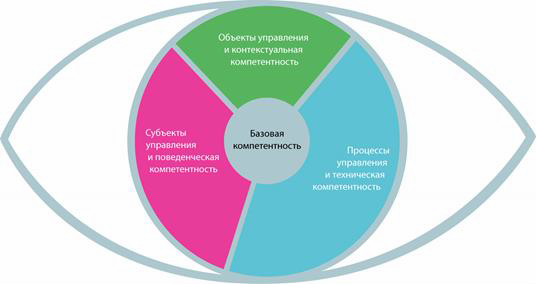 Объекты управления
и контекстуальная
компетентность
Субъекты
управления
и поведенческая
компетентность
Базовая
компетентность
Процессы
управления
и техническая
компетентность